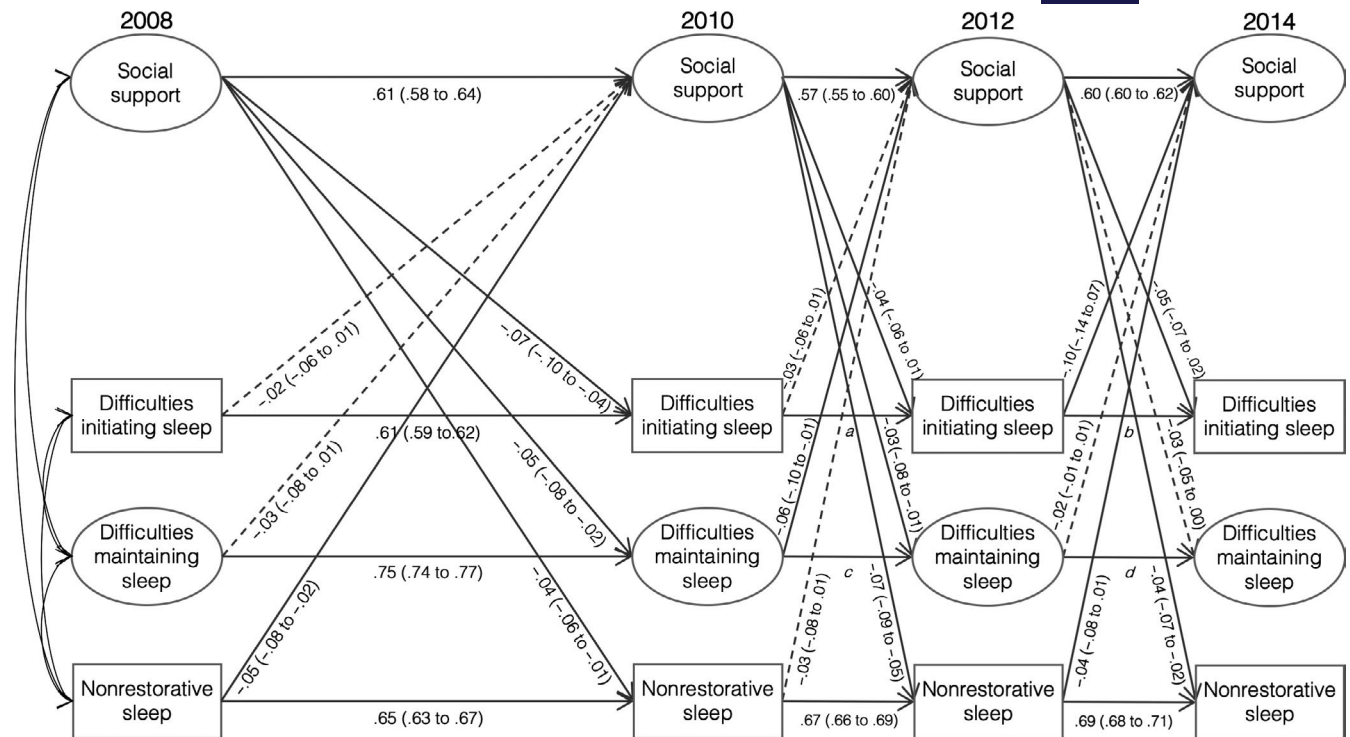 2008
2010
2012
2014
Social
support
Social
support
Social
support
Social
support
.61 (.58 to .64)
.57 (.55 to .60)
.60 (.60 to .62)
-.02 (-.06 to .01)
-.07 (-.10 to -.04)
-.03 (-.06 to .01)
-.04 (-.06 to .01)
-.10 (-.14 to.07)
-.05 (-.07 to .02)
Difficulties
initiating sleep
Difficulties
initiating sleep
Difficulties
initiating sleep
Difficulties
initiating sleep
.61 (.59 to.62)
a
b
-.03 (-.08 to .01)
-.05 (-.08 to -.02)
-.06 (-.10 to -.01)
-.03 (-.08 to -.01)
-.02 (-.01 to .01)
-.03 (-.05 to .00)
Difficulties
maintaining
sleep
Difficulties
maintaining
sleep
Difficulties
maintaining
sleep
Difficulties
maintaining
sleep
.75 (.74 to .77)
c
d
-.05 (-.08 to -.02)
-.04 (-.06 to -.01)
-.03 (-.08 to .01)
-.07 (-.09 to -.05)
-.04 (-.08 to .01)
-.04 (-.07 to -.02)
Nonrestorative
sleep
Nonrestorative
sleep
Nonrestorative
sleep
Nonrestorative
sleep
.65 (.63 to .67)
.67 (.66 to .69)
.69 (.68 to .71)